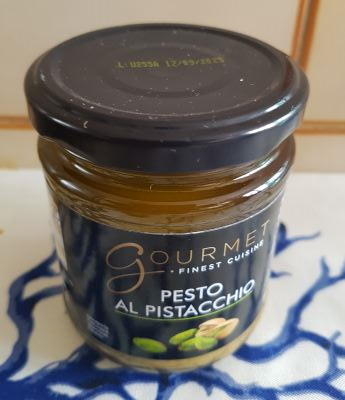 L: U255A 12/09/2025
GOURMET
• FINEST CUISINE •
PESTO
AL PISTACCHIO